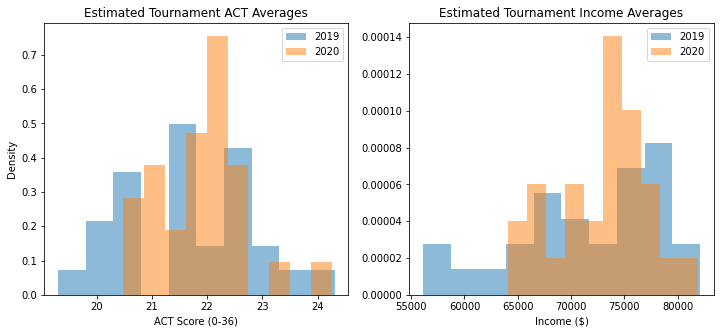 Estimated Tournament ACT Averages
2019
2020
0.7
0.6
0.5
0.4
0.3
0.2
0.1
0.0
Density
20 21 22 23 24
ACT Score (0-36)
Estimated Tournament Income Averages
2019
2020
0.00014
0.00012
0.00010
0.00008
0.00006
0.00004
0.00002
0.00000
55000 60000 65000 70000 75000 80000
Income ($)